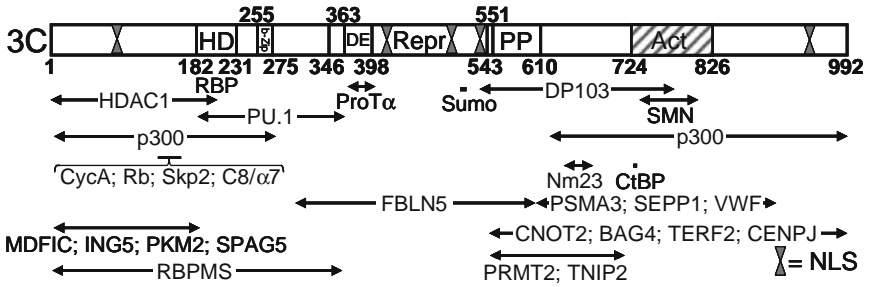 255 363 551
3C HD bZIP DE Repr PP Act
1 182 231 275 346 398 543 610 724 826 992
RBP
HDAC1 ProTα Sumo DP103
PU.1 SMN
p300 p300
CycA; Rb; Skp2; C8/α7 Nm23 CtBP
FBLN5 PSMA3; SEPP1; VWF
MDFIC; ING5; PKM2; SPAG5 CNOT2; BAG4; TERF2; CENPJ
RBPMS PRMT2; TNIP2 = NLS